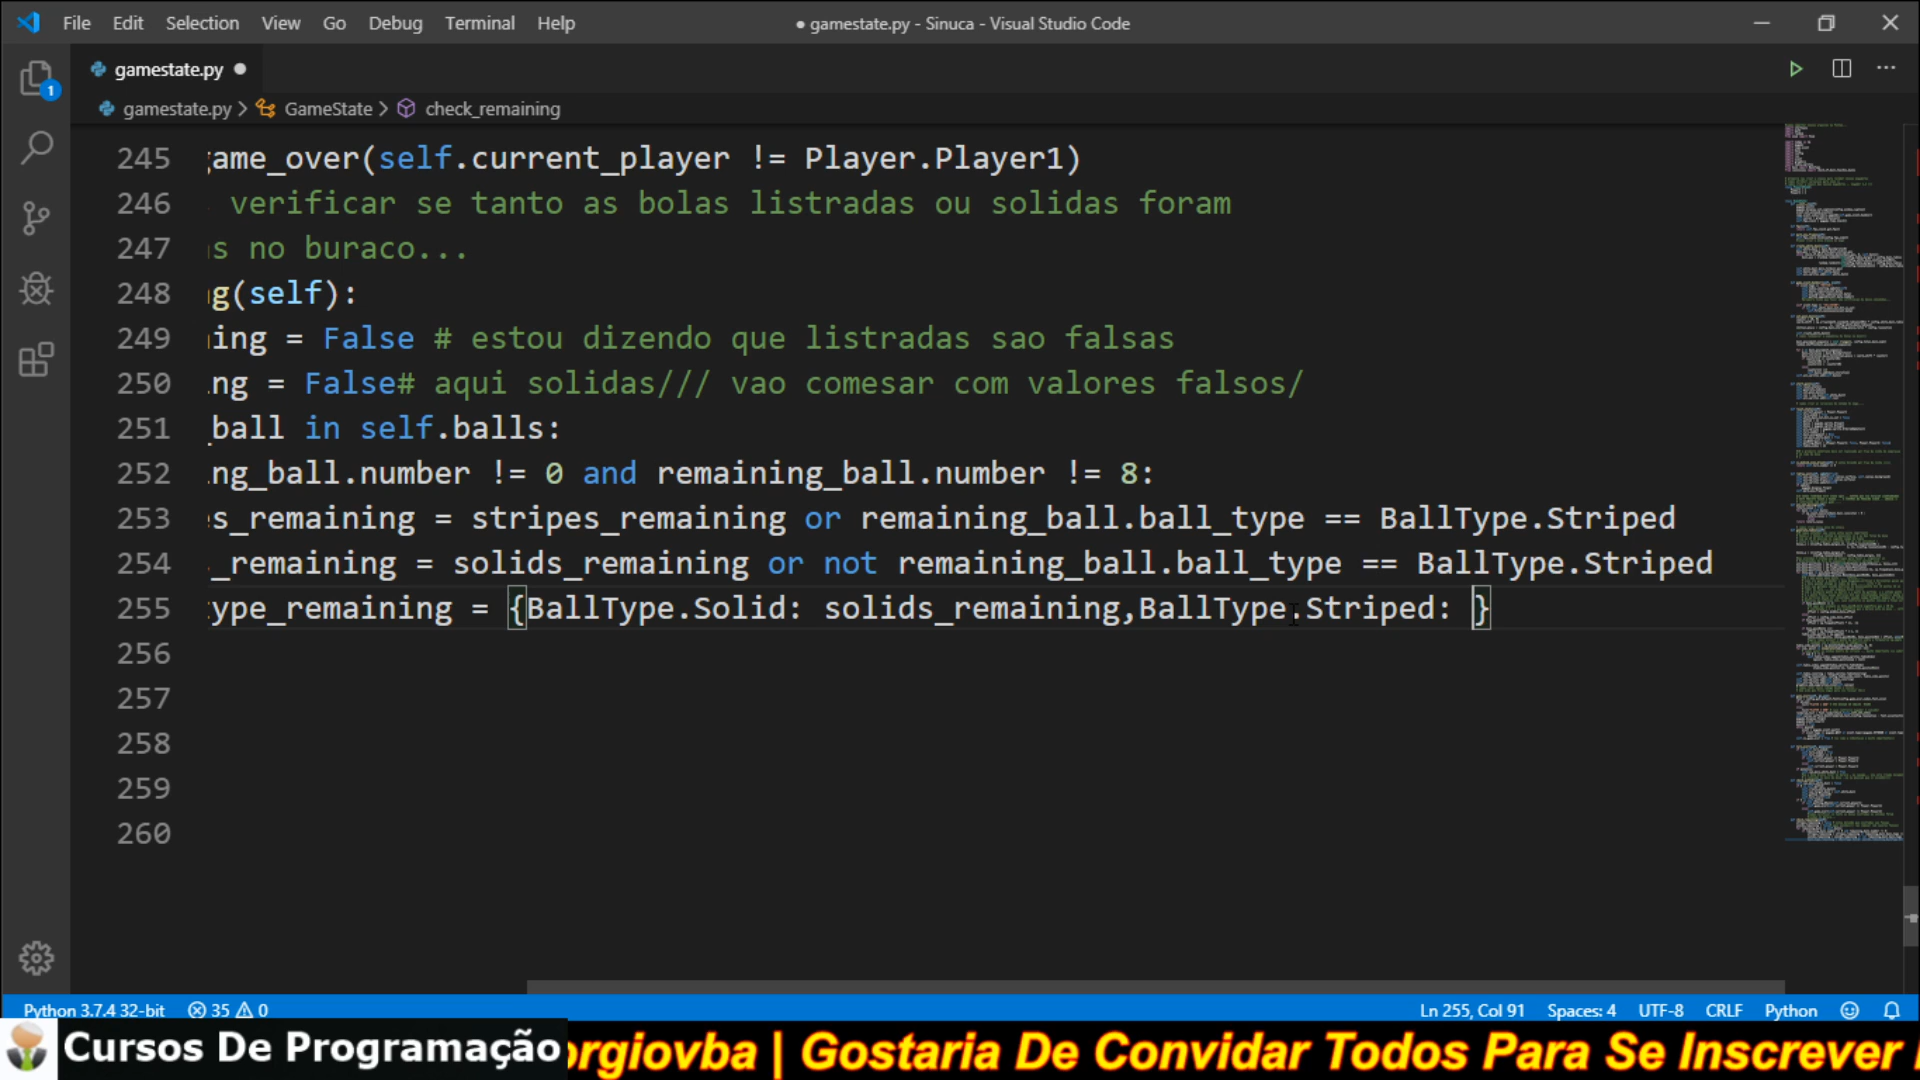 File Edit Selection View Go Debug Terminal Help
● gamestate.py - Sinuca - Visual Studio Code
gamestate.py ●
gamestate.py > GameState > check_remaining
1
245 game_over(self.current_player != Player.Player1)
246 verificar se tanto as bolas listradas ou solidas foram
247 s no buraco...
248 g(self):
249 ing = False # estou dizendo que listradas sao falsas
250 ng = False# aqui solidas/// vao comesar com valores falsos/
251 _ball in self.balls:
252 ng_ball.number != 0 and remaining_ball.number != 8:
253 s_remaining = stripes_remaining or remaining_ball.ball_type == BallType.Striped
254 _remaining = solids_remaining or not remaining_ball.ball_type == BallType.Striped
255 ype_remaining = {BallType.Solid: solids_remaining,BallType.Striped: }
256
257
258
259
260
Python 3.7.4 32-bit 35 0 Ln 255, Col 91 Spaces: 4 UTF-8 CRLF Python
Cursos De Programação orgiovba | Gostaria De Convidar Todos Para Se Inscrever